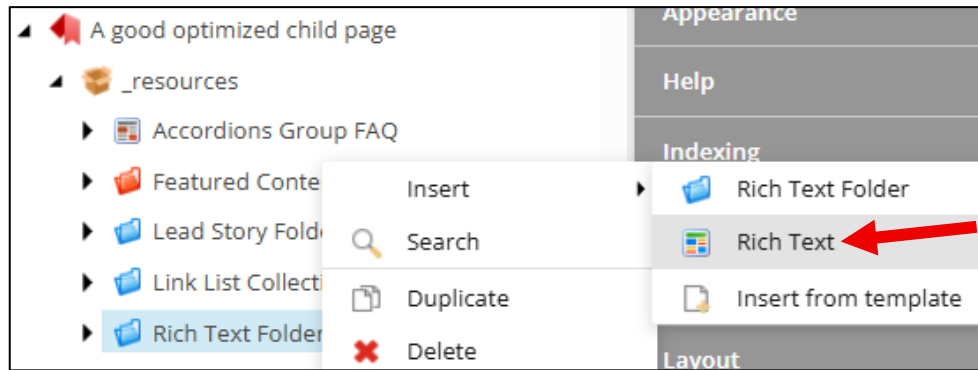 A good optimized child page
_resources
Accordions Group FAQ
Featured Conte
Lead Story Fold
Link List Collecti
Rich Text Folder
Insert
Search
Duplicate
Delete
Rich Text Folder
Rich Text
Insert from template
Appearance
Help
Indexing
Layout